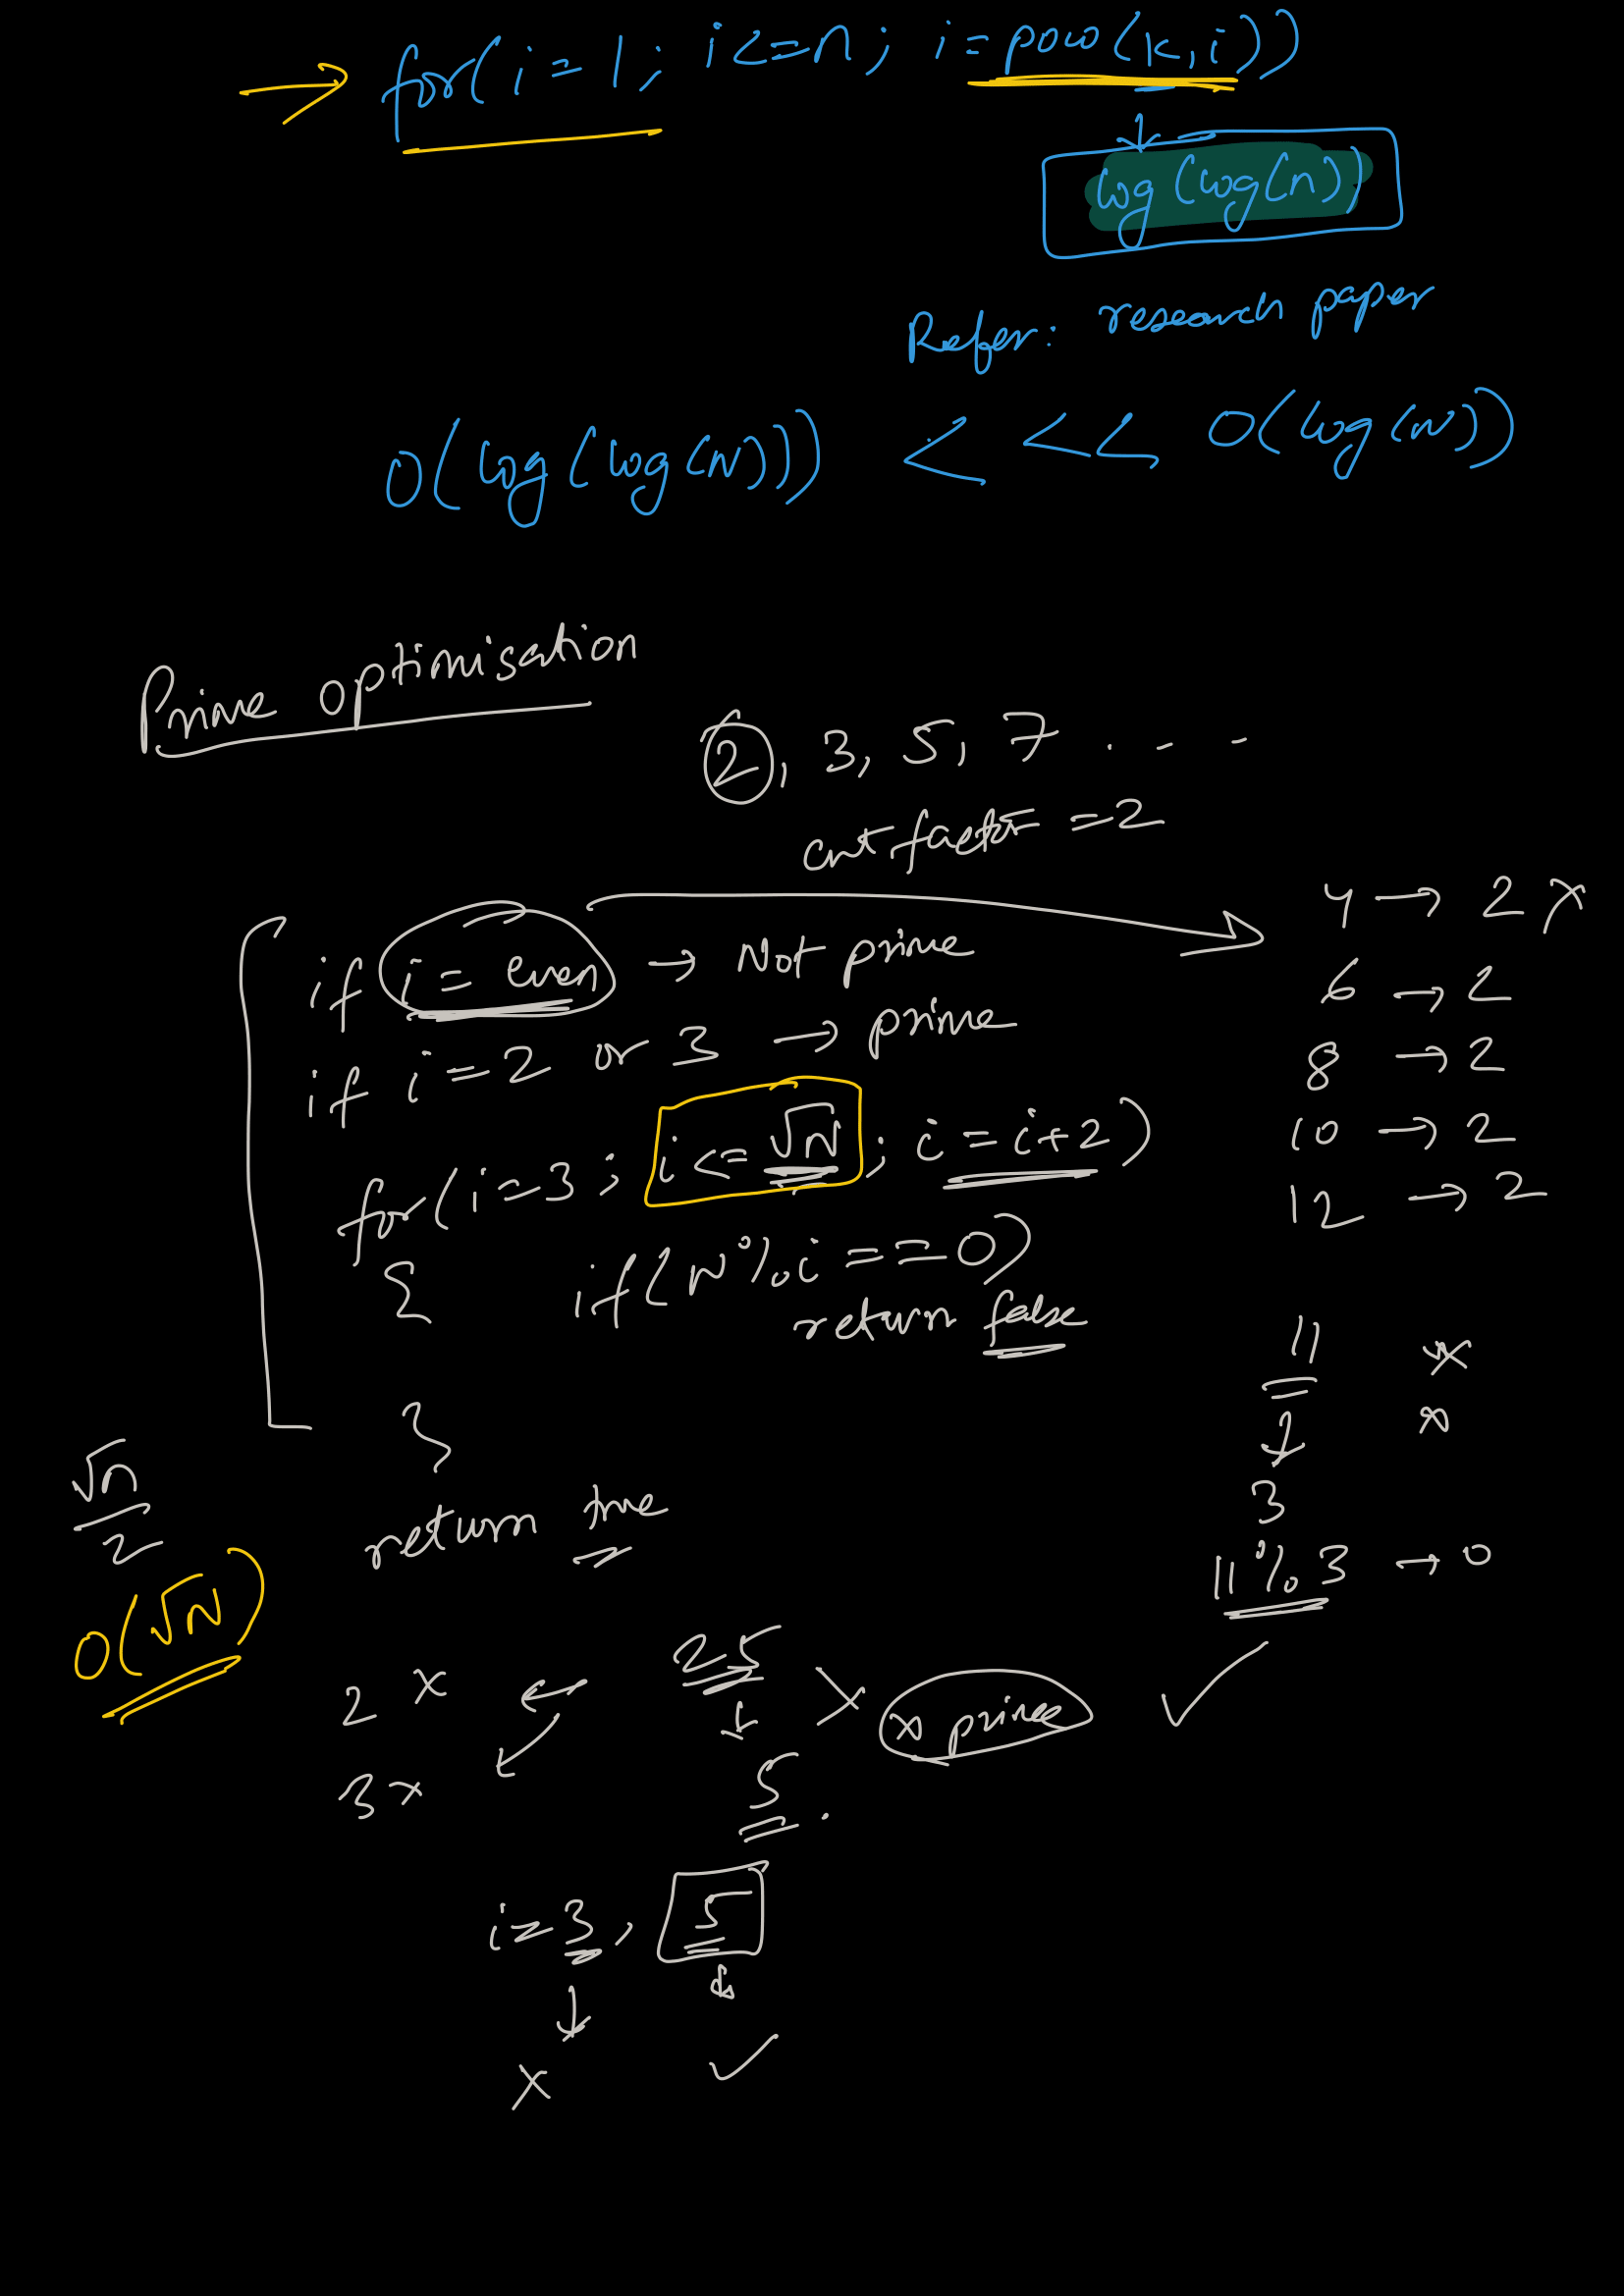 → for(i=1; i<=n; i=pow(k,i))
↓
log(log(n)
Refer: research paper
O(log(log(N))) < << O(log(N))
Prime optimisation
2, 3, 5, 7 . - -
cnt factor = 2
if i = even → Not prime
if i = 2 or 3 → prime
for(i=3; i<=√N; i=i+2)
{ if(N%i==0)
return false
}
return true
4 → 2 x
6 → 2
8 → 2
10 → 2
12 → 2
11 x
↓ x
3
11%3 → 0
√n/2
O(√N)
2 x ← 25 x x prime ✓
3 x ↓
5.
i=3, 5
↓ ↓
x ✓